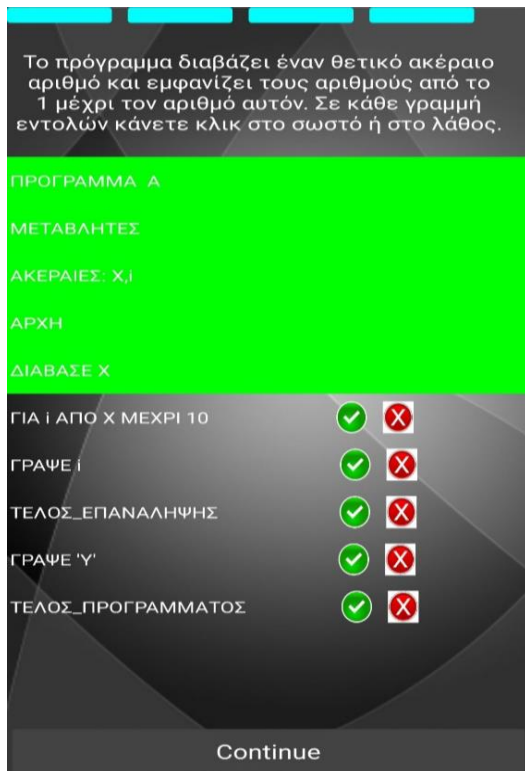 Το πρόγραμμα διαβάζει έναν θετικό ακέραιο
αριθμό και εμφανίζει τους αριθμούς από το
1 μέχρι τον αριθμό αυτόν. Σε κάθε γραμμή
εντολών κάνετε κλικ στο σωστό ή στο λάθος.
ΠΡΟΓΡΑΜΜΑ Α
ΜΕΤΑΒΛΗΤΕΣ
ΑΚΕΡΑΙΕΣ: Χ,i
ΑΡΧΗ
ΔΙΑΒΑΣΕ Χ
ΓΙΑ i ΑΠΟ Χ ΜΕΧΡΙ 10
ΓΡΑΨΕ i
ΤΕΛΟΣ_ΕΠΑΝΑΛΗΨΗΣ
ΓΡΑΨΕ 'Υ'
ΤΕΛΟΣ_ΠΡΟΓΡΑΜΜΑΤΟΣ
Continue